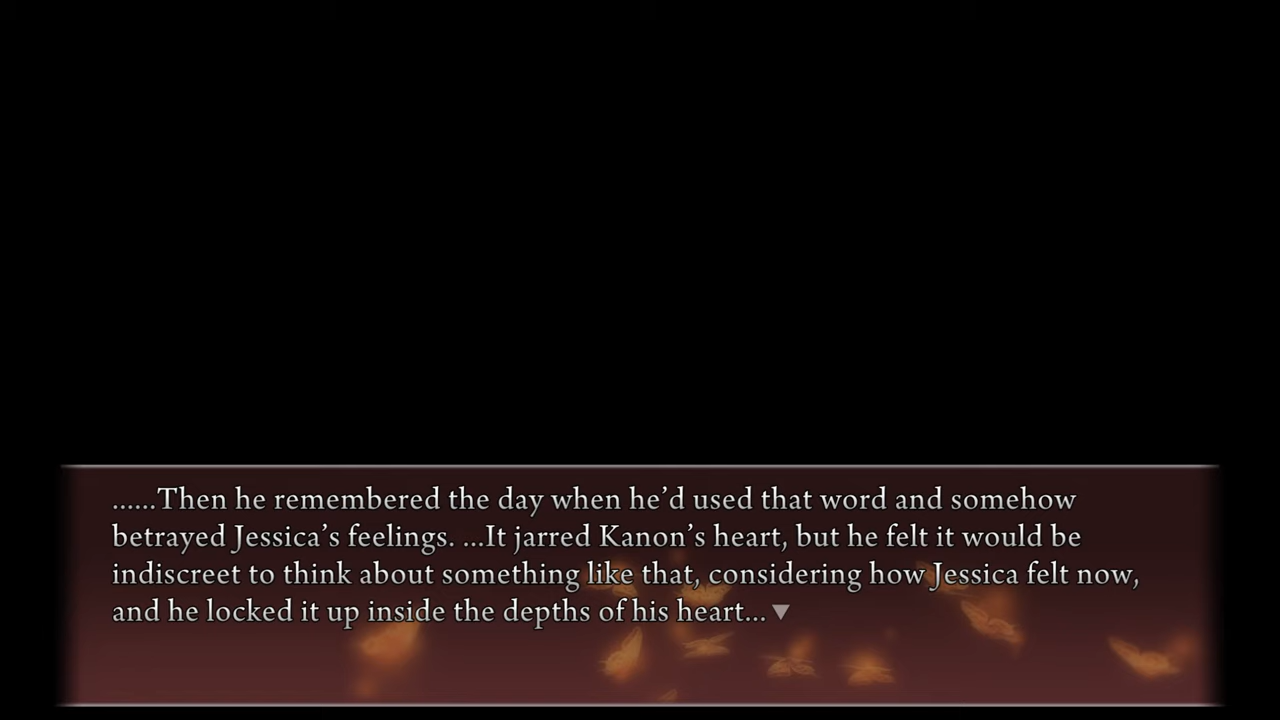 ......Then he remembered the day when he’d used that word and somehow
betrayed Jessica’s feelings. ...It jarred Kanon’s heart, but he felt it would be
indiscreet to think about something like that, considering how Jessica felt now,
and he locked it up inside the depths of his heart...